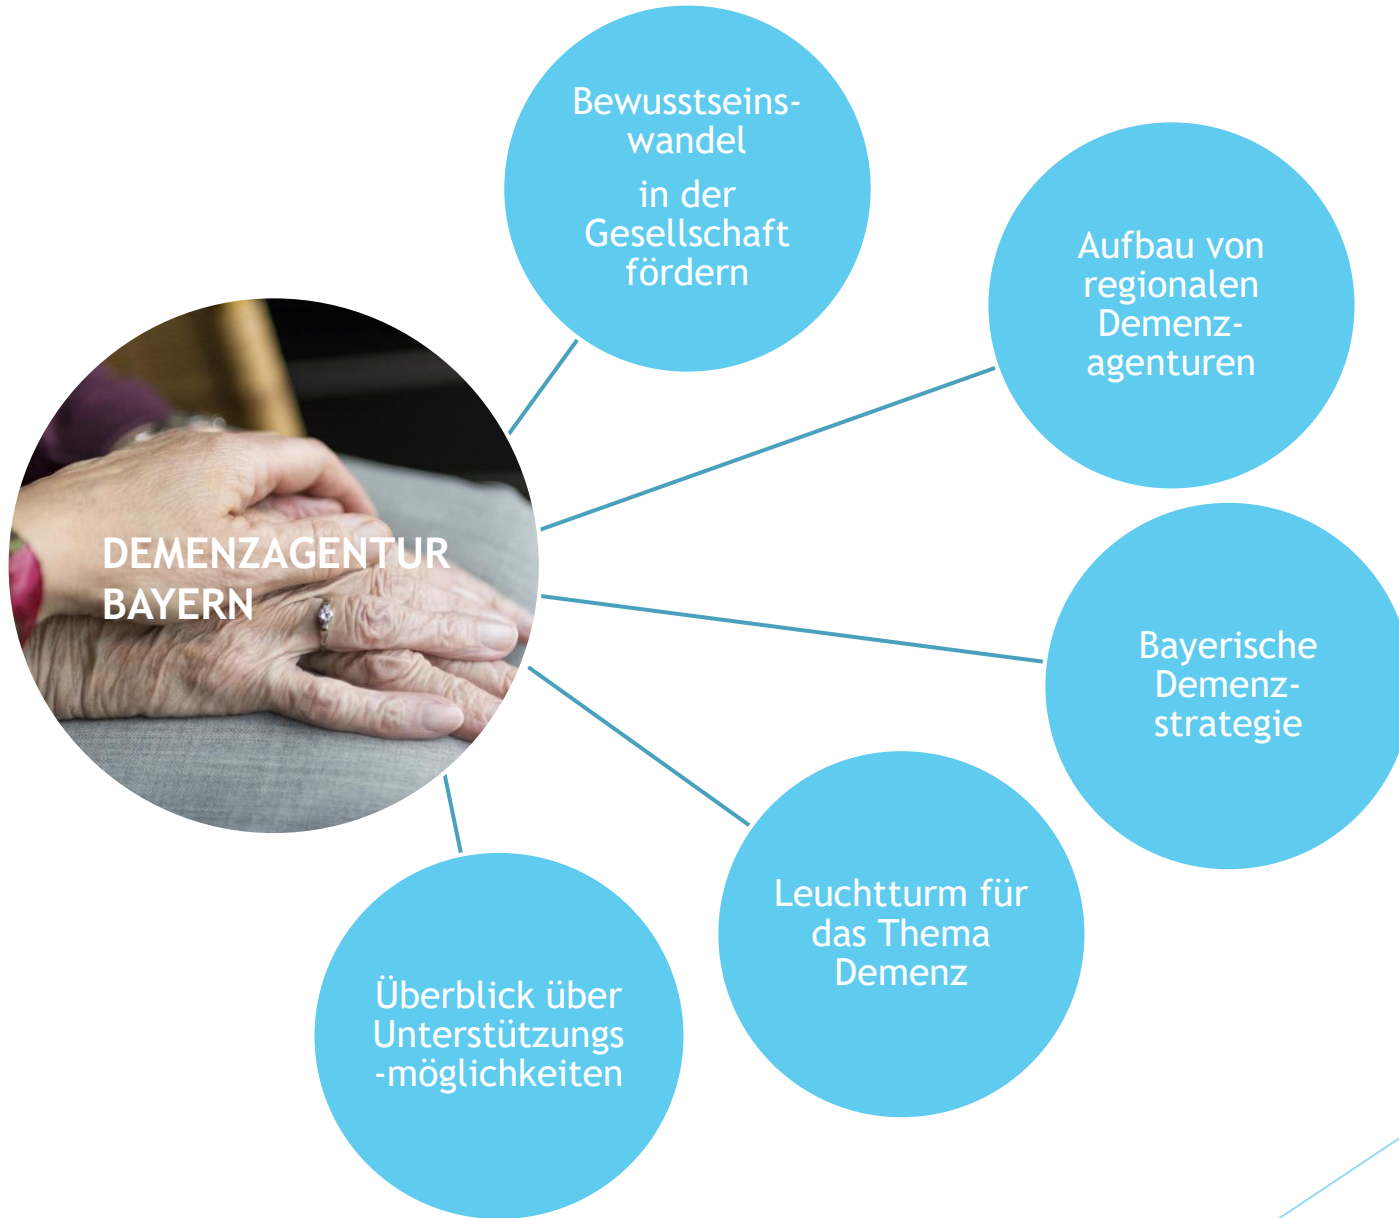 Bewusstseins-
wandel
in der
Gesellschaft
fördern
Aufbau von
regionalen
Demenz-
agenturen
DEMENZAGENTUR
BAYERN
Bayerische
Demenz-
strategie
Leuchtturm für
das Thema
Demenz
Überblick über
Unterstützungs
-möglichkeiten